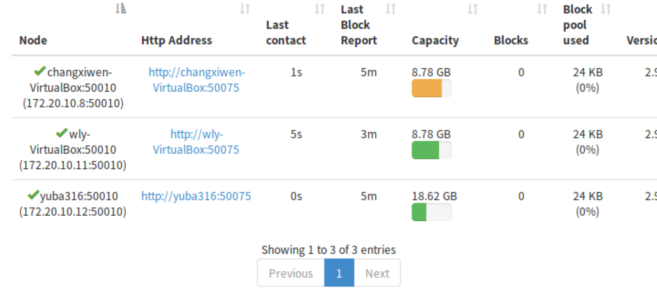 Node
Http Address
Last
contact
Last
Block
Report
Capacity
Blocks
Block
pool
used
Versio
changxiwen-
VirtualBox:50010
(172.20.10.8:50010)
http://changxiwen-
VirtualBox:50075
1s
5m
8.78 GB
0
24 KB
(0%)
2.9
wly-
VirtualBox:50010
(172.20.10.11:50010)
http://wly-
VirtualBox:50075
5s
3m
8.78 GB
0
24 KB
(0%)
2.9
yuba316:50010
(172.20.10.12:50010)
http://yuba316:50075
0s
5m
18.62 GB
0
24 KB
(0%)
2.9
Showing 1 to 3 of 3 entries
Previous
1
Next